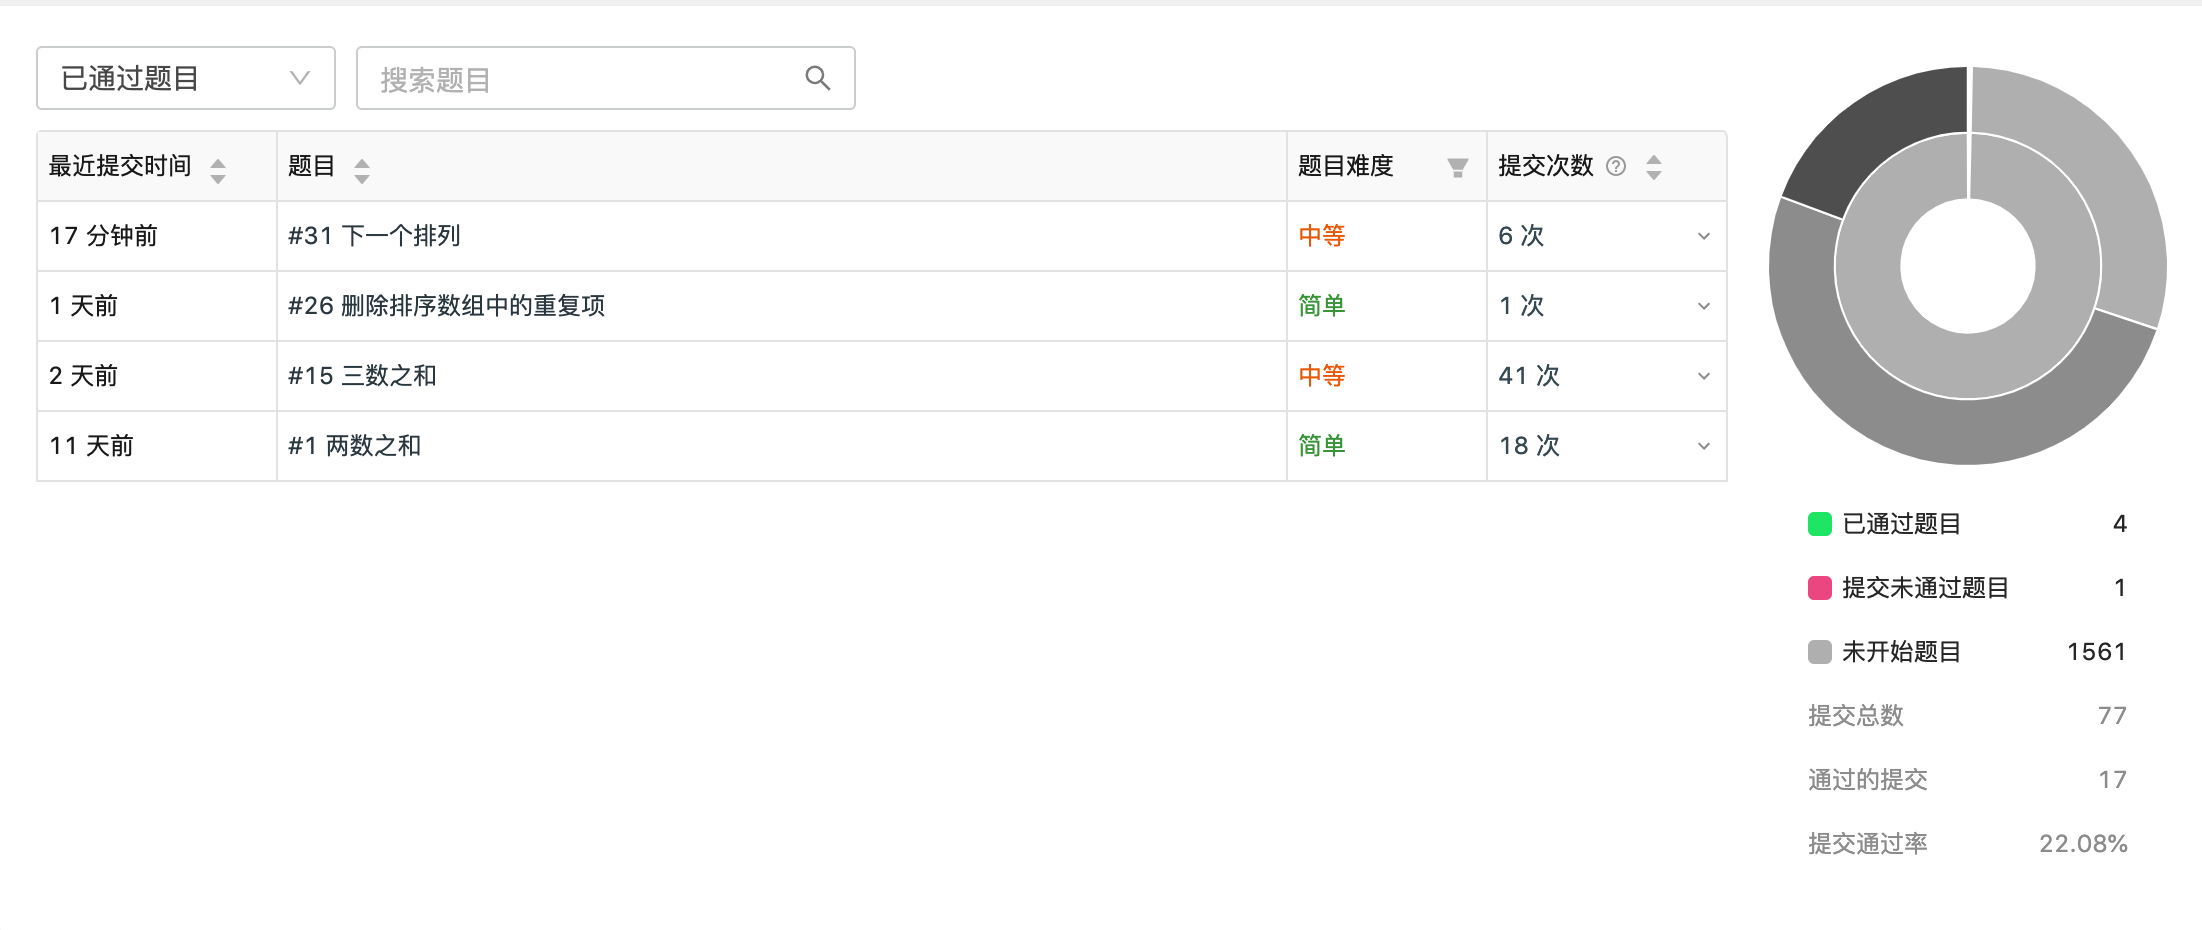 已通过题目
搜索题目
最近提交时间 题目 题目难度 提交次数
17 分钟前 #31 下一个排列 中等 6 次
1 天前 #26 删除排序数组中的重复项 简单 1 次
2 天前 #15 三数之和 中等 41 次
11 天前 #1 两数之和 简单 18 次
已通过题目 4
提交未通过题目 1
未开始题目 1561
提交总数 77
通过的提交 17
提交通过率 22.08%